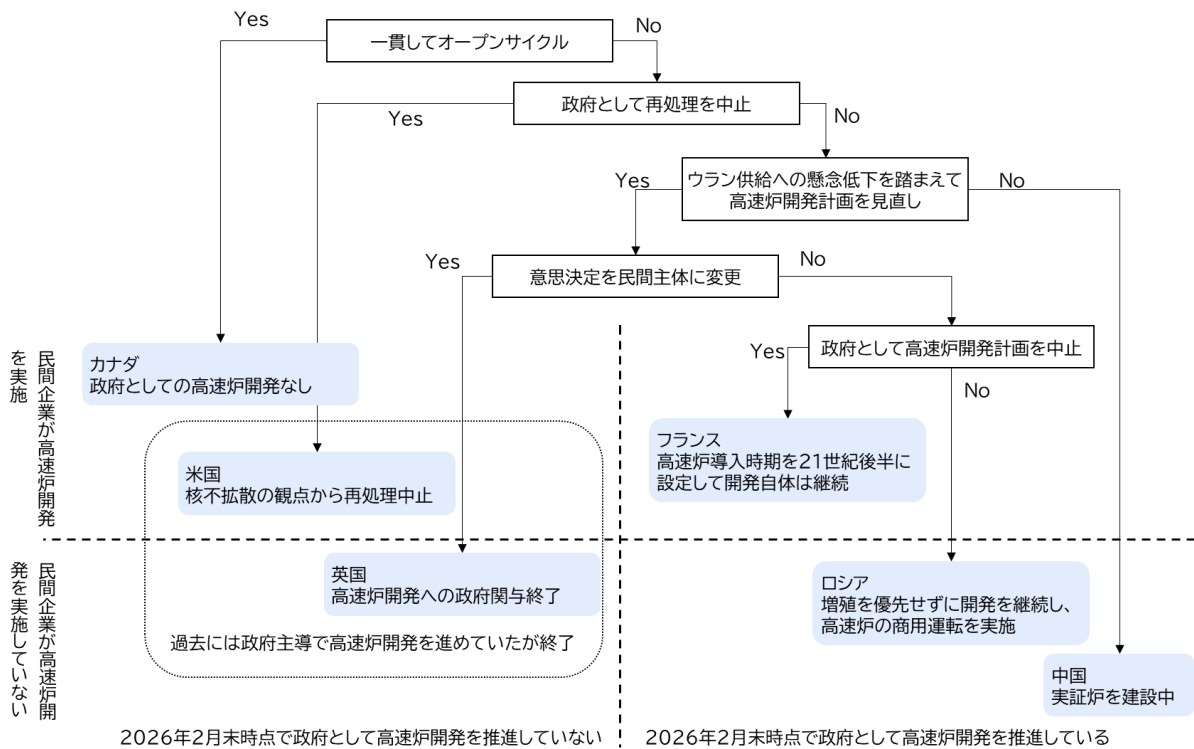 Yes
No
一貫してオープンサイクル
政府として再処理を中止
Yes
No
ウラン供給への懸念低下を踏まえて
高速炉開発計画を見直し
Yes
No
意思決定を民間主体に変更
Yes
No
政府として高速炉開発計画を中止
Yes
No
民間企業が高速炉開発
を実施
カナダ
政府としての高速炉開発なし
米国
核不拡散の観点から再処理中止
フランス
高速炉導入時期を21世紀後半に
設定して開発自体は継続
民間企業が高速炉開
発を実施していない
英国
高速炉開発への政府関与終了
過去には政府主導で高速炉開発を進めていたが終了
ロシア
増殖を優先せずに開発を継続し、
高速炉の商用運転を実施
中国
実証炉を建設中
2026年2月末時点で政府として高速炉開発を推進していない
2026年2月末時点で政府として高速炉開発を推進している